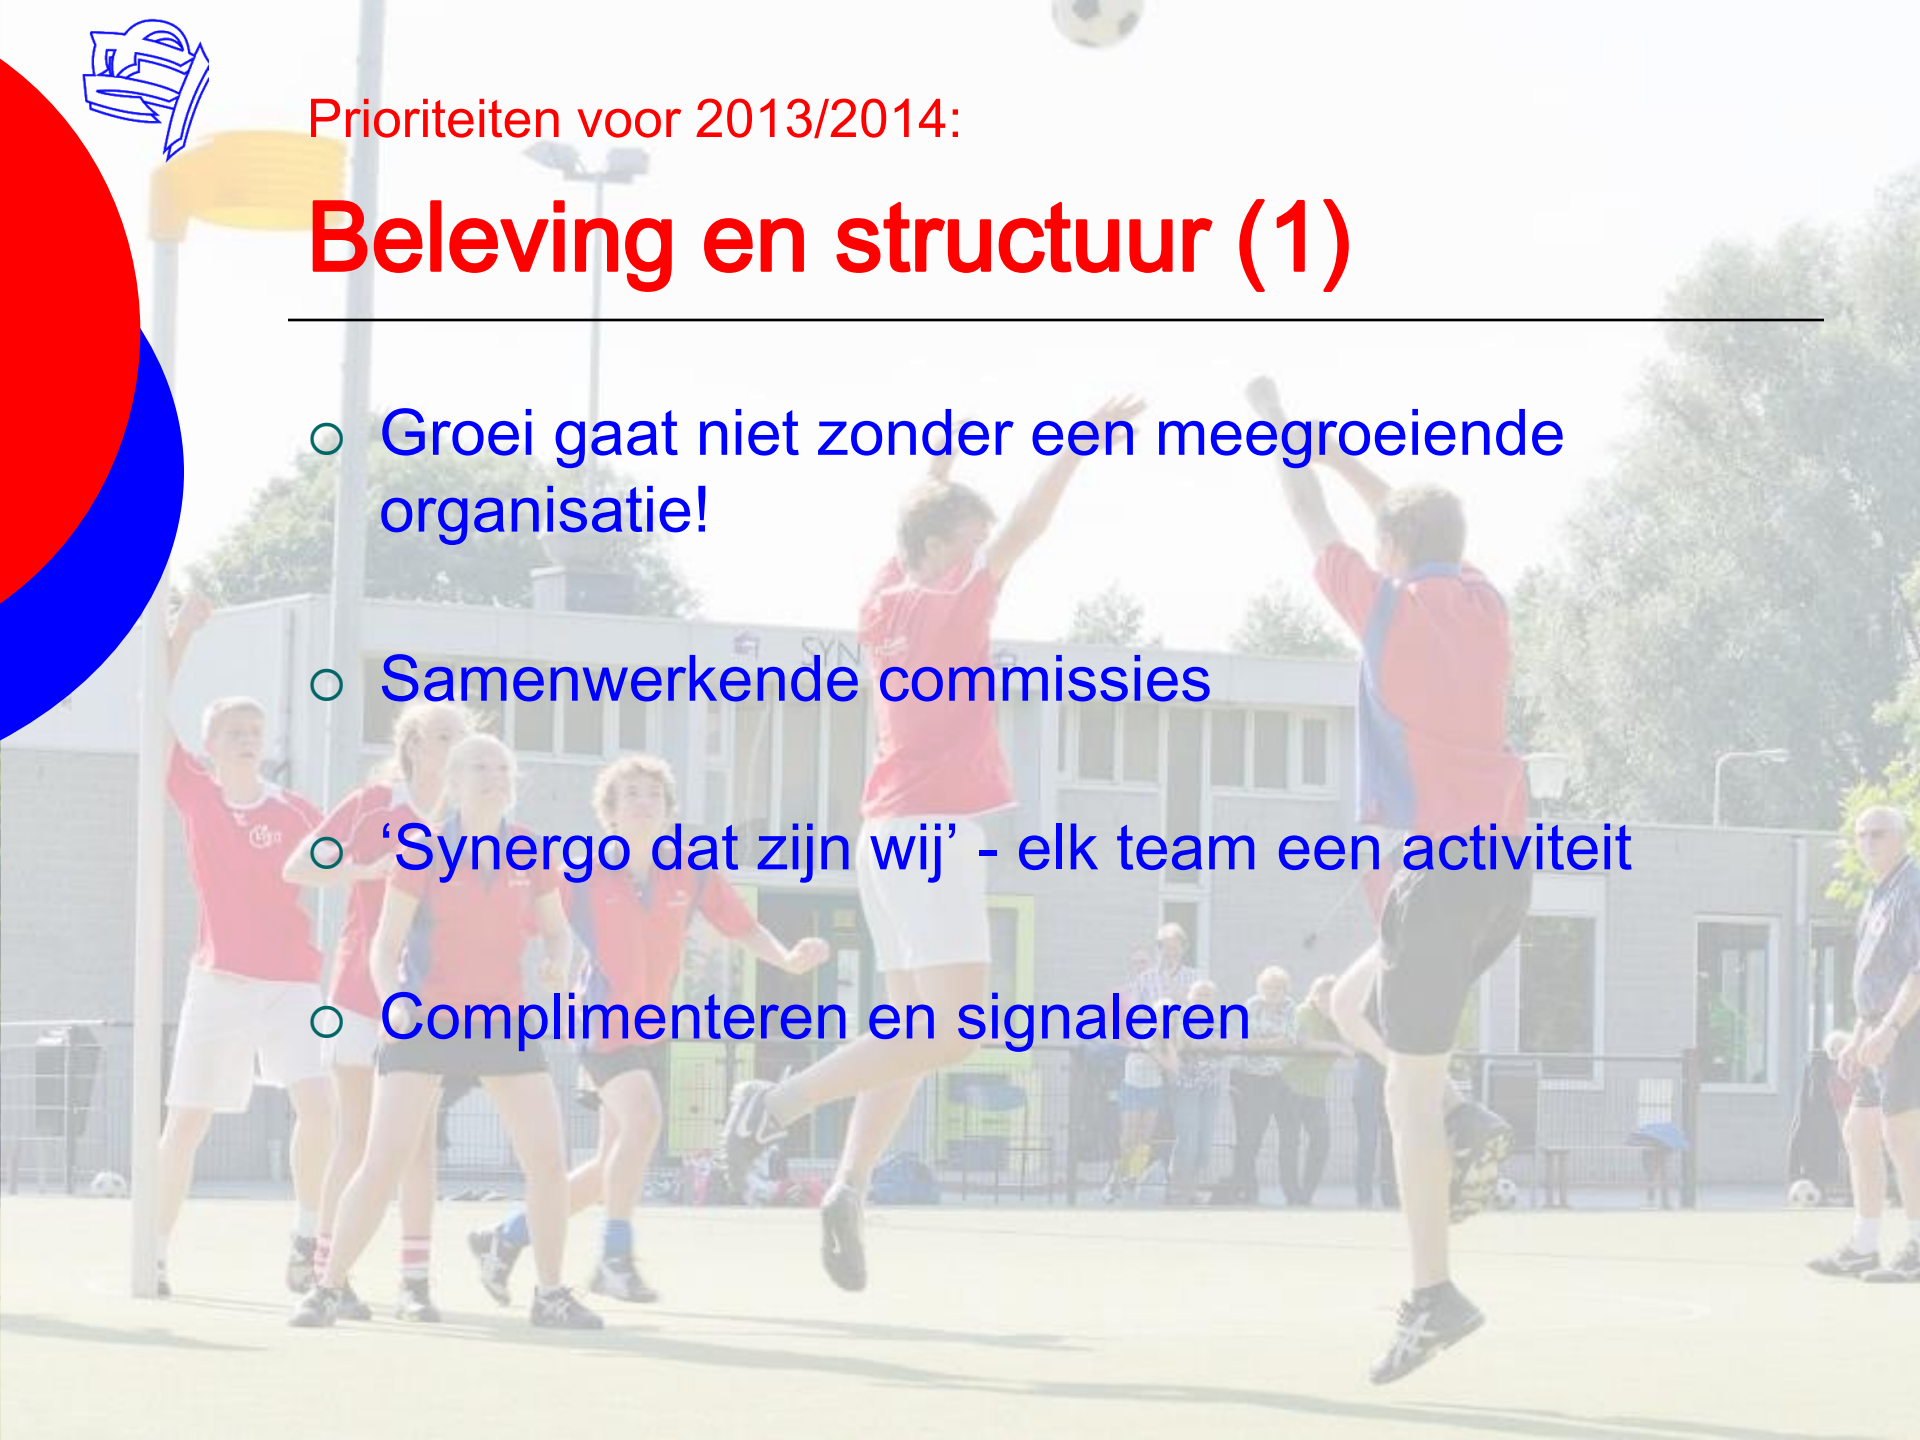 Prioriteiten voor 2013/2014:
Beleving en structuur (1)
Groei gaat niet zonder een meegroeiende
organisatie!
Samenwerkende commissies
‘Synergo dat zijn wij’ - elk team een activiteit
Complimenteren en signaleren
SYN